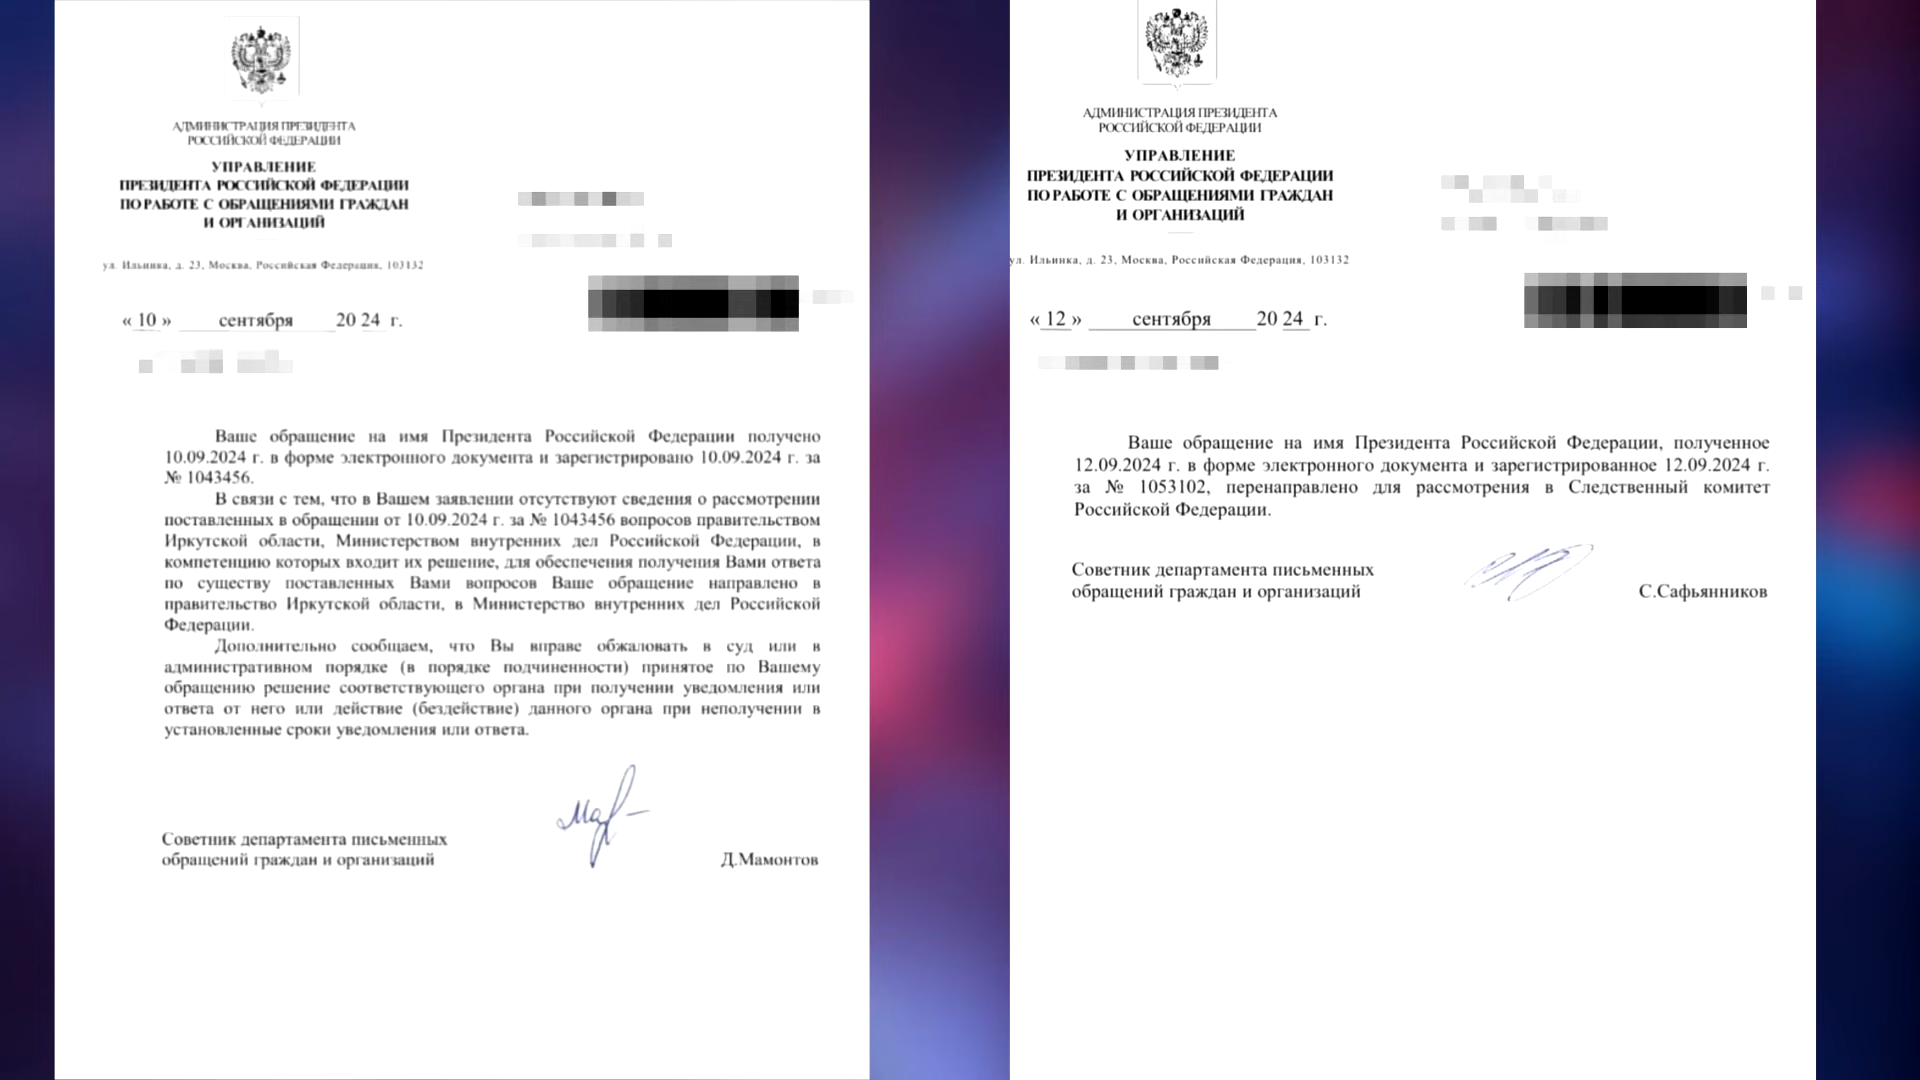 АДМИНИСТРАЦИЯ ПРЕЗИДЕНТА
РОССИЙСКОЙ ФЕДЕРАЦИИ
УПРАВЛЕНИЕ
ПРЕЗИДЕНТА РОССИЙСКОЙ ФЕДЕРАЦИИ
ПО РАБОТЕ С ОБРАЩЕНИЯМИ ГРАЖДАН
И ОРГАНИЗАЦИЙ
ул. Ильинка, д. 23, Москва, Российская Федерация, 103132
« 10 » сентября 20 24 г.
Ваше обращение на имя Президента Российской Федерации получено
10.09.2024 г. в форме электронного документа и зарегистрировано 10.09.2024 г. за
№ 1043456.
В связи с тем, что в Вашем заявлении отсутствуют сведения о рассмотрении
поставленных в обращении от 10.09.2024 г. за № 1043456 вопросов правительством
Иркутской области, Министерством внутренних дел Российской Федерации, в
компетенцию которых входит их решение, для обеспечения получения Вами ответа
по существу поставленных Вами вопросов Ваше обращение направлено в
правительство Иркутской области, в Министерство внутренних дел Российской
Федерации.
Дополнительно сообщаем, что Вы вправе обжаловать в суд или в
административном порядке (в порядке подчиненности) принятое по Вашему
обращению решение соответствующего органа при получении уведомления или
ответа от него или действие (бездействие) данного органа при неполучении в
установленные сроки уведомления или ответа.
Советник департамента письменных
обращений граждан и организаций
Д.Мамонтов
АДМИНИСТРАЦИЯ ПРЕЗИДЕНТА
РОССИЙСКОЙ ФЕДЕРАЦИИ
УПРАВЛЕНИЕ
ПРЕЗИДЕНТА РОССИЙСКОЙ ФЕДЕРАЦИИ
ПО РАБОТЕ С ОБРАЩЕНИЯМИ ГРАЖДАН
И ОРГАНИЗАЦИЙ
ул. Ильинка, д. 23, Москва, Российская Федерация, 103132
« 12 » сентября 20 24 г.
Ваше обращение на имя Президента Российской Федерации, полученное
12.09.2024 г. в форме электронного документа и зарегистрированное 12.09.2024 г.
за № 1053102, перенаправлено для рассмотрения в Следственный комитет
Российской Федерации.
Советник департамента письменных
обращений граждан и организаций
С.Сафьянников